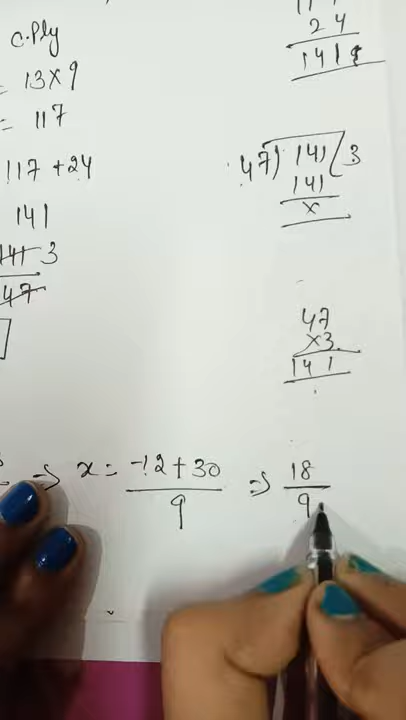 C.Ply
= 13×9
= 117
117 + 24
141
141 3
47
24
141
47) 141 ( 3
141
x
47
×3
141
=> x = -12+30 => 18
9 9